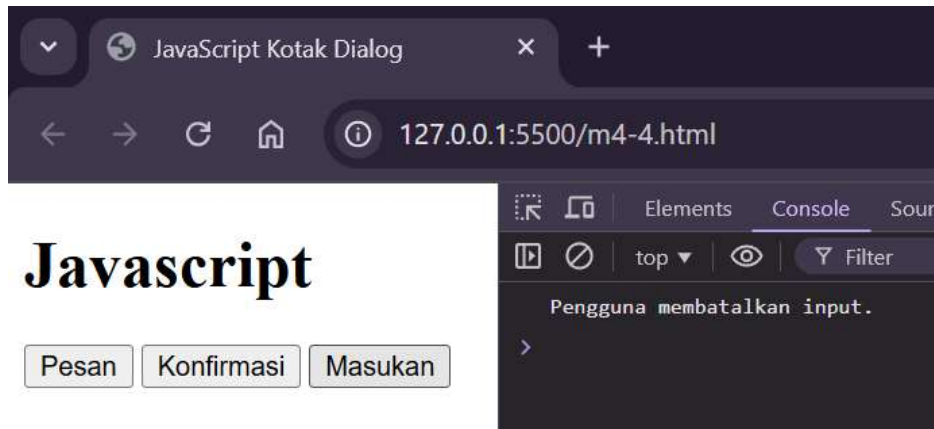 JavaScript Kotak Dialog
127.0.0.1:5500/m4-4.html
Elements Console
top Filter
Javascript
Pengguna membatalkan input.
Pesan Konfirmasi Masukan